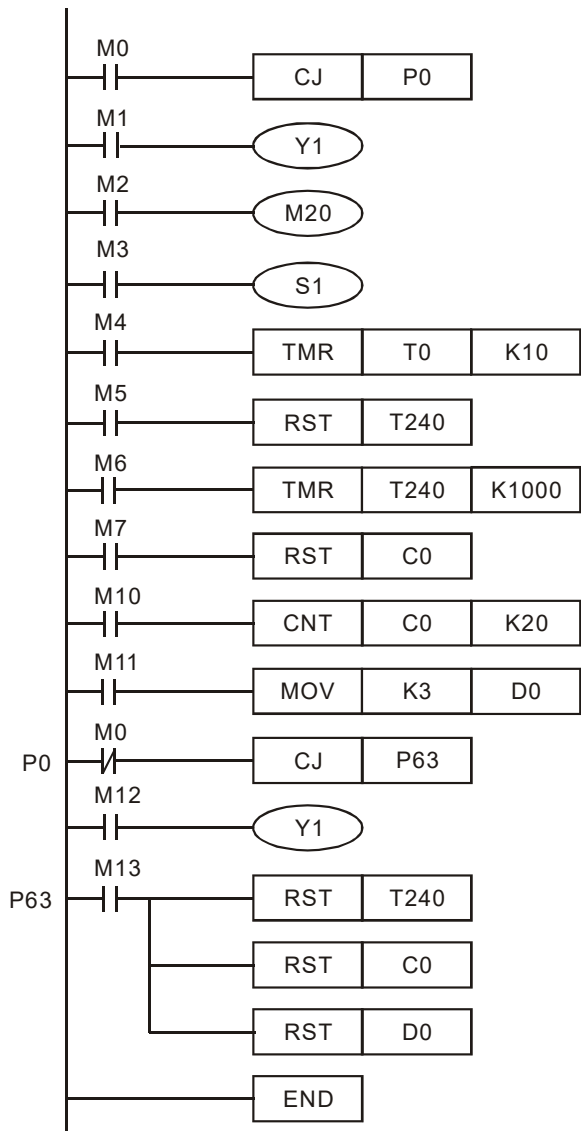 M0
CJ P0
M1
Y1
M2
M20
M3
S1
M4
TMR T0 K10
M5
RST T240
M6
TMR T240 K1000
M7
RST C0
M10
CNT C0 K20
M11
MOV K3 D0
M0
P0 CJ P63
M12
Y1
M13
P63 RST T240
RST C0
RST D0
END